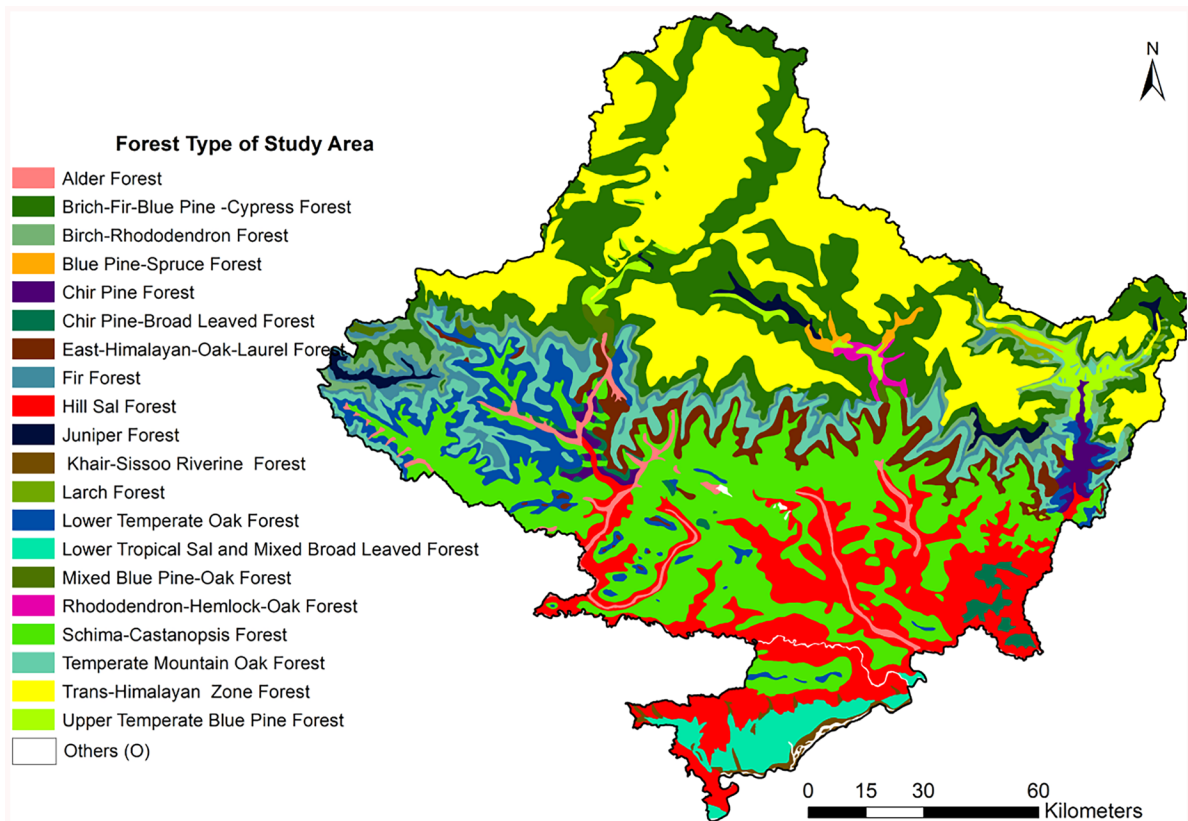 N
Forest Type of Study Area
Alder Forest
Brich-Fir-Blue Pine -Cypress Forest
Birch-Rhododendron Forest
Blue Pine-Spruce Forest
Chir Pine Forest
Chir Pine-Broad Leaved Forest
East-Himalayan-Oak-Laurel Forest
Fir Forest
Hill Sal Forest
Juniper Forest
Khair-Sissoo Riverine Forest
Larch Forest
Lower Temperate Oak Forest
Lower Tropical Sal and Mixed Broad Leaved Forest
Mixed Blue Pine-Oak Forest
Rhododendron-Hemlock-Oak Forest
Schima-Castanopsis Forest
Temperate Mountain Oak Forest
Trans-Himalayan Zone Forest
Upper Temperate Blue Pine Forest
Others (O)
0 15 30 60
Kilometers